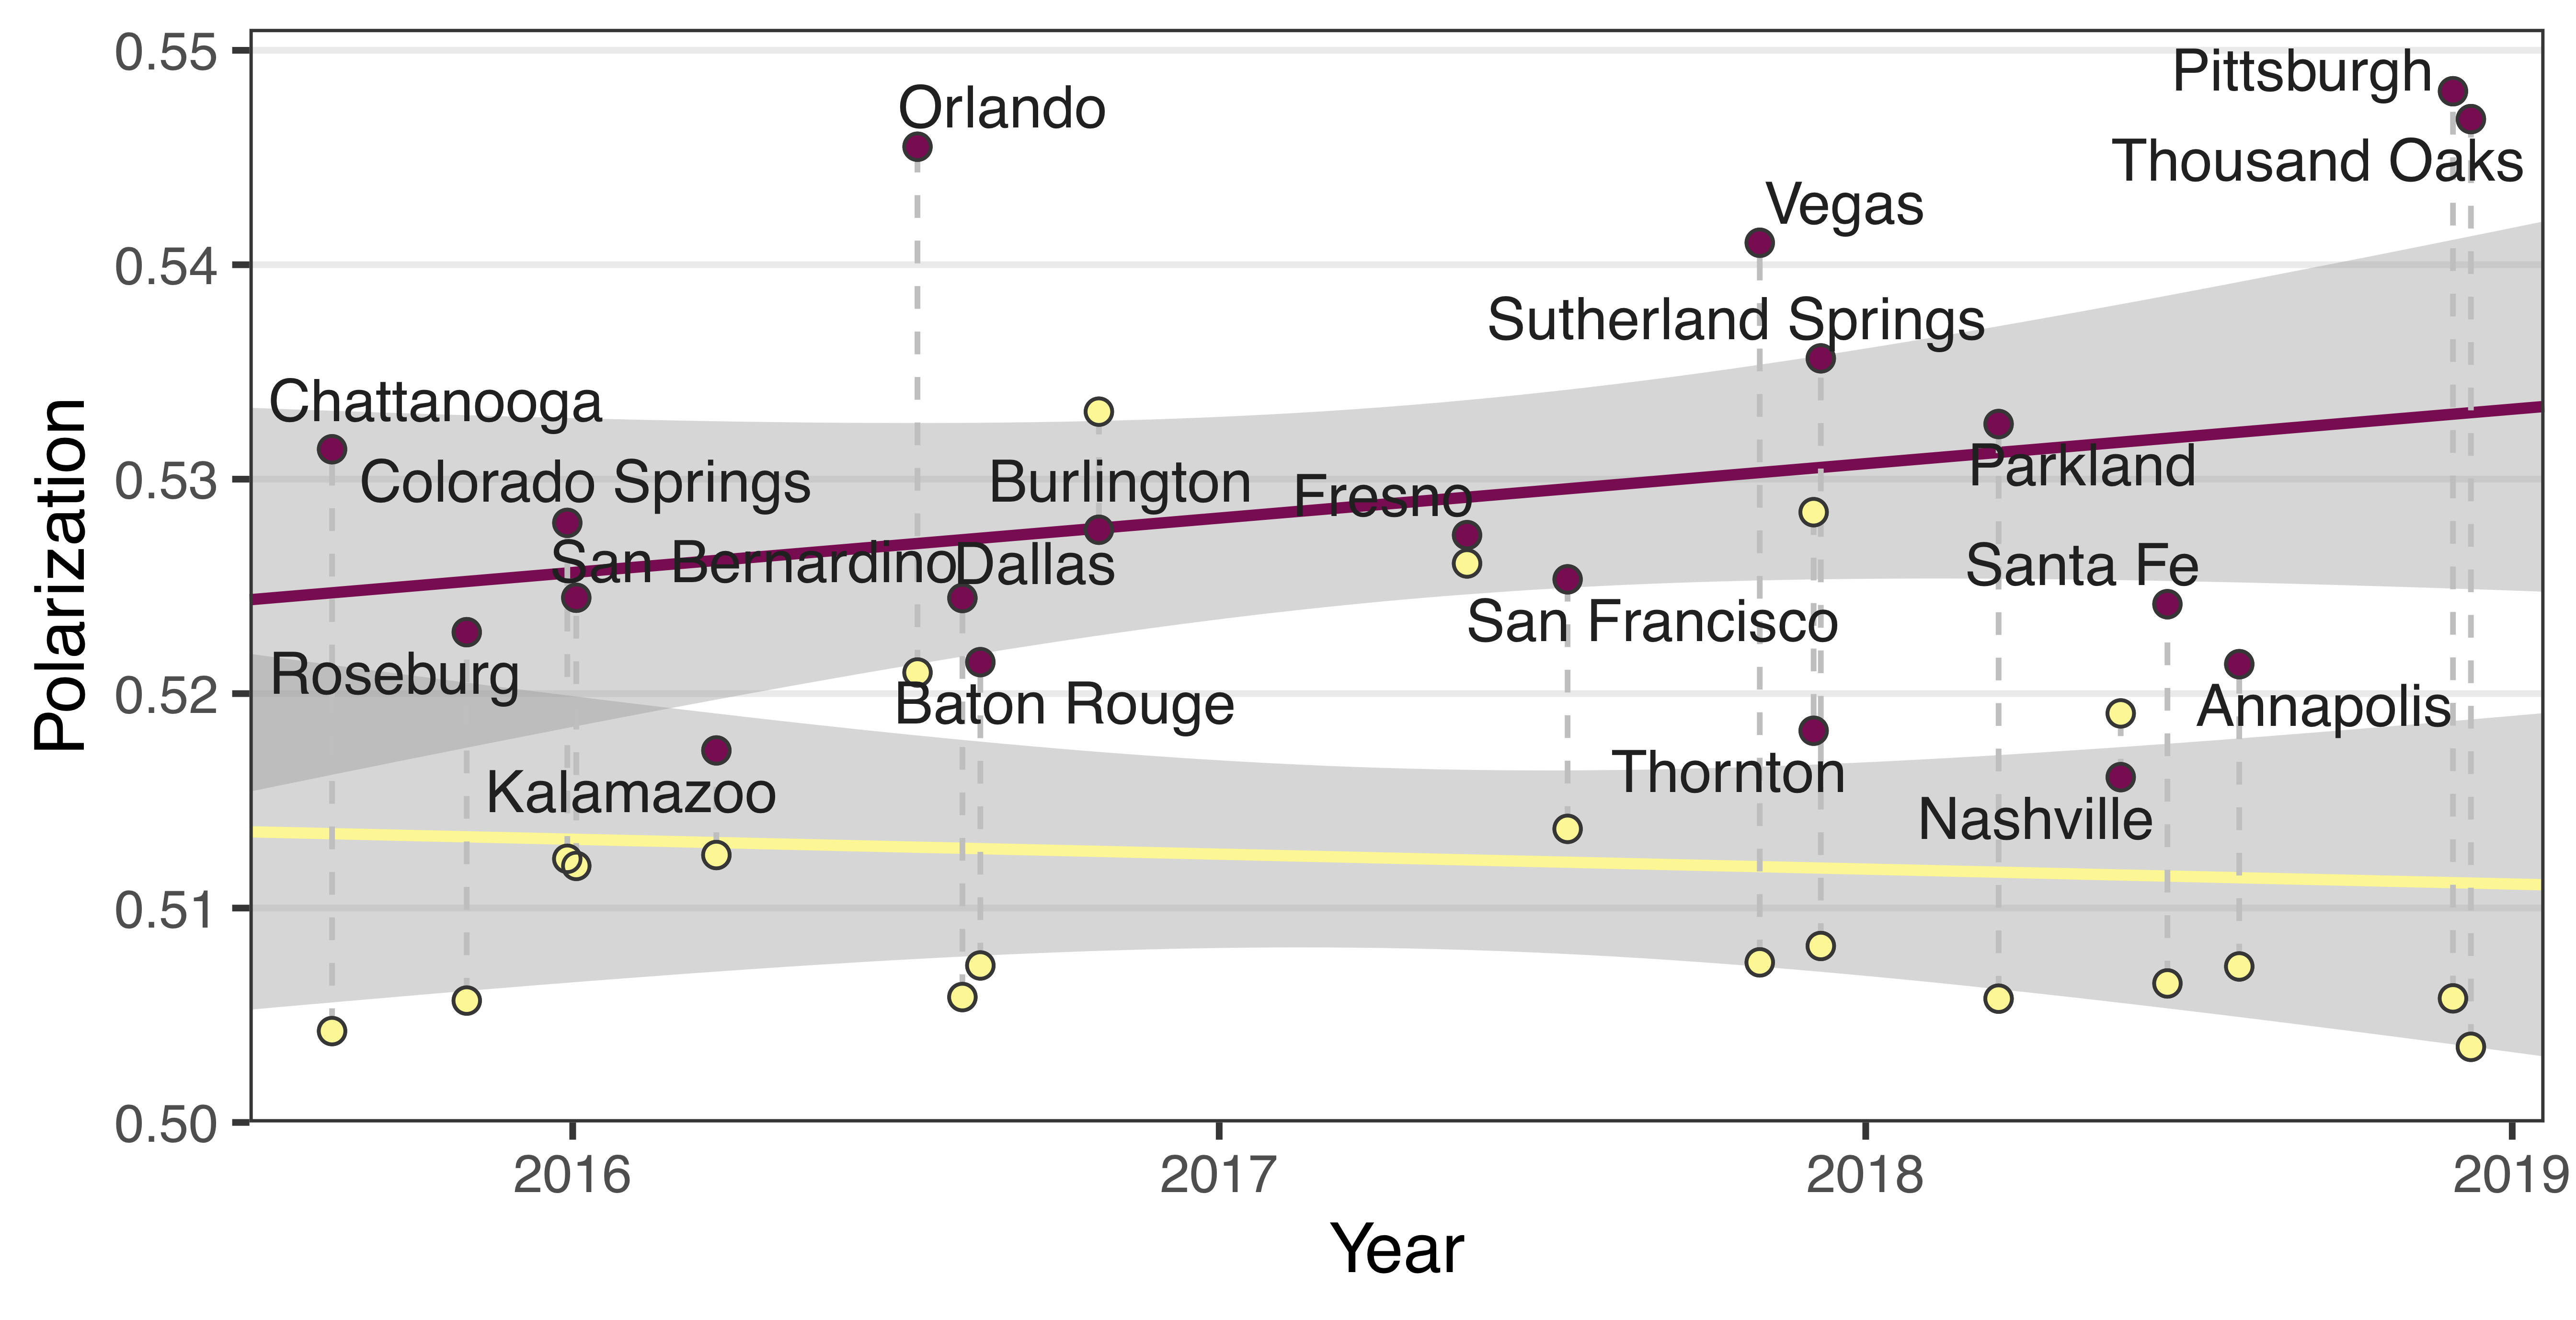 0.55
0.54
0.53
0.52
0.51
0.50
Polarization
Pittsburgh
Orlando
Thousand Oaks
Vegas
Sutherland Springs
Chattanooga
Colorado Springs
Burlington
Fresno
Parkland
San Bernardino
Dallas
Santa Fe
San Francisco
Roseburg
Baton Rouge
Annapolis
Kalamazoo
Thornton
Nashville
2016
2017
2018
2019
Year